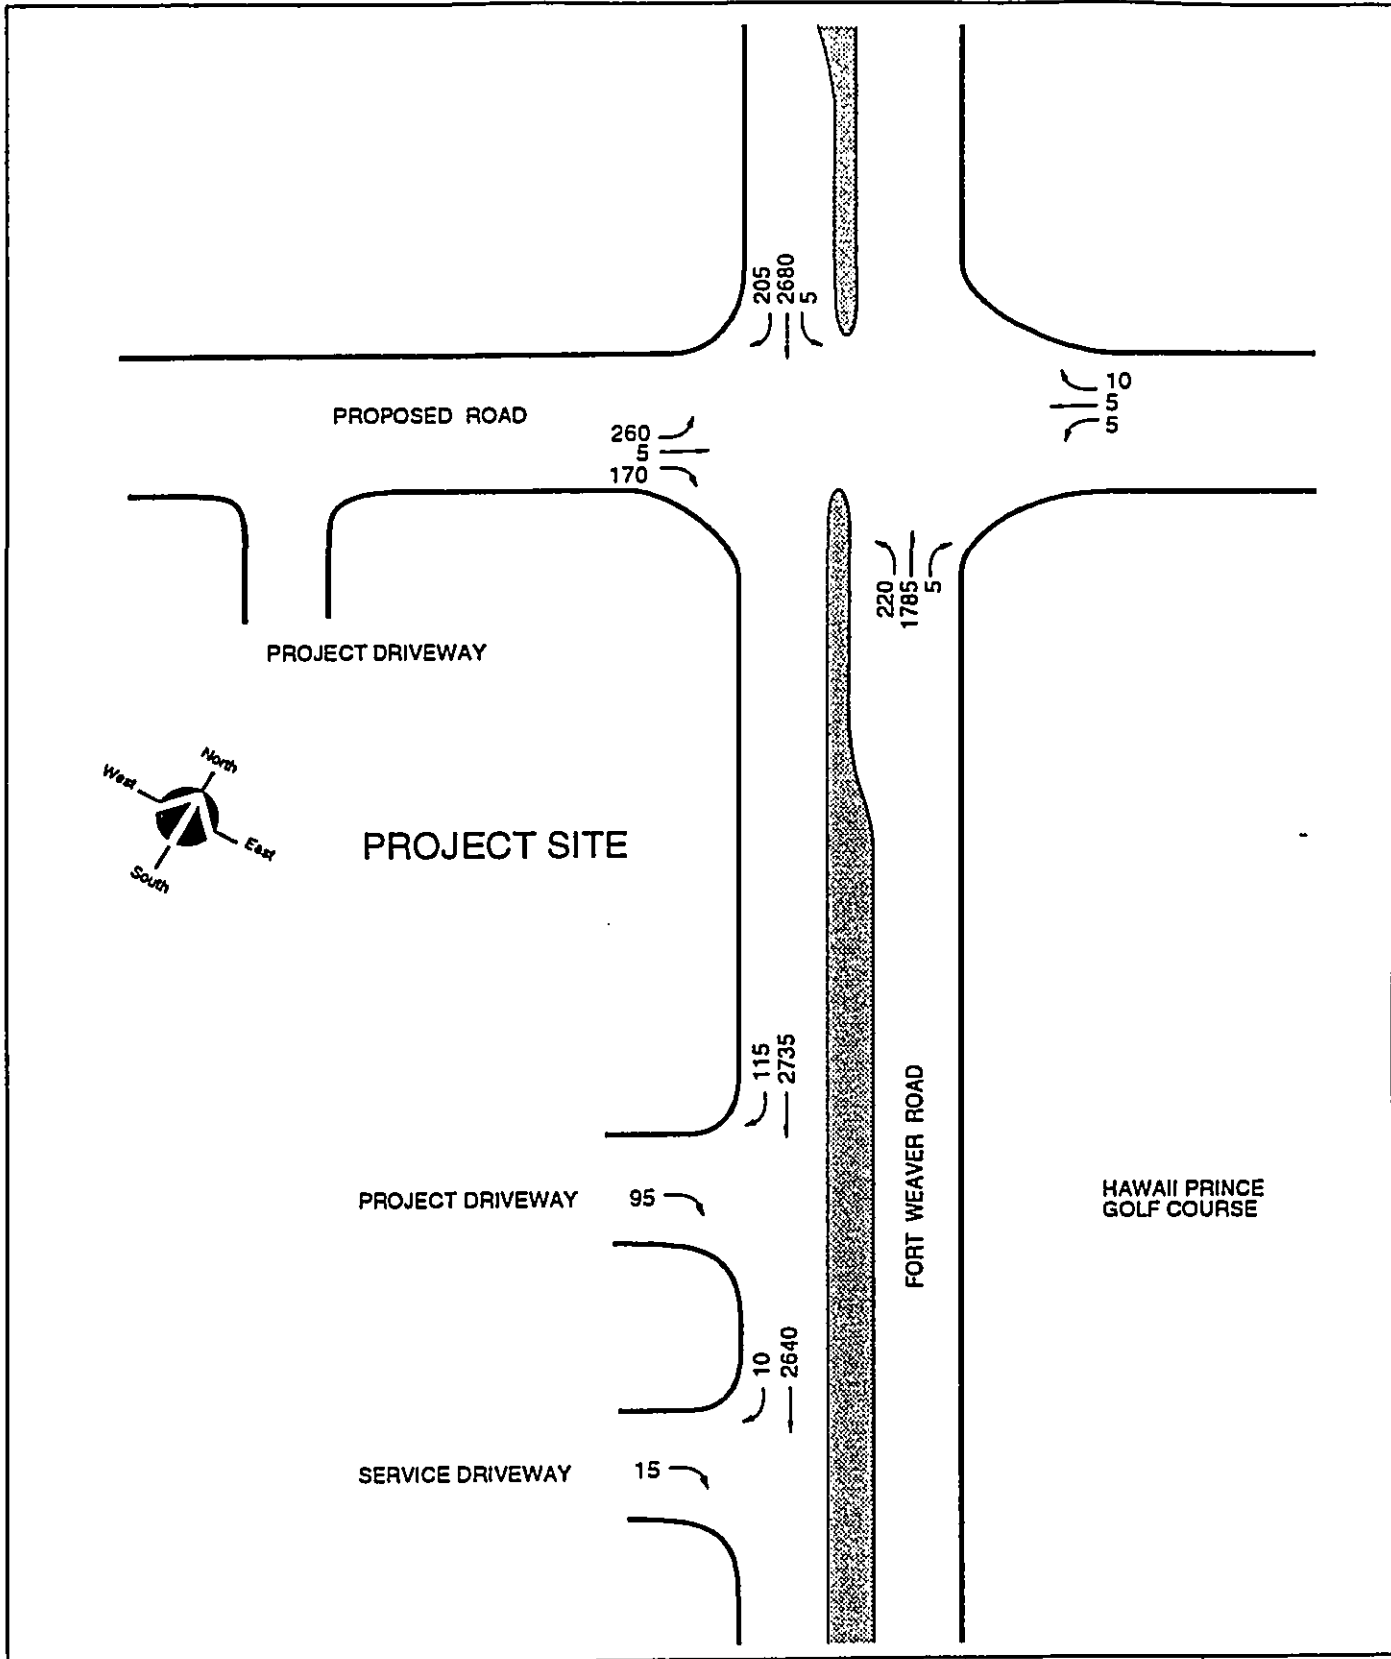 205
2680
5
PROPOSED ROAD
10
5
5
260
5
170
220
1785
5
PROJECT DRIVEWAY
North
West
East
South
PROJECT SITE
115
2735
FORT WEAVER ROAD
PROJECT DRIVEWAY
95
HAWAII PRINCE
GOLF COURSE
10
2640
SERVICE DRIVEWAY
15